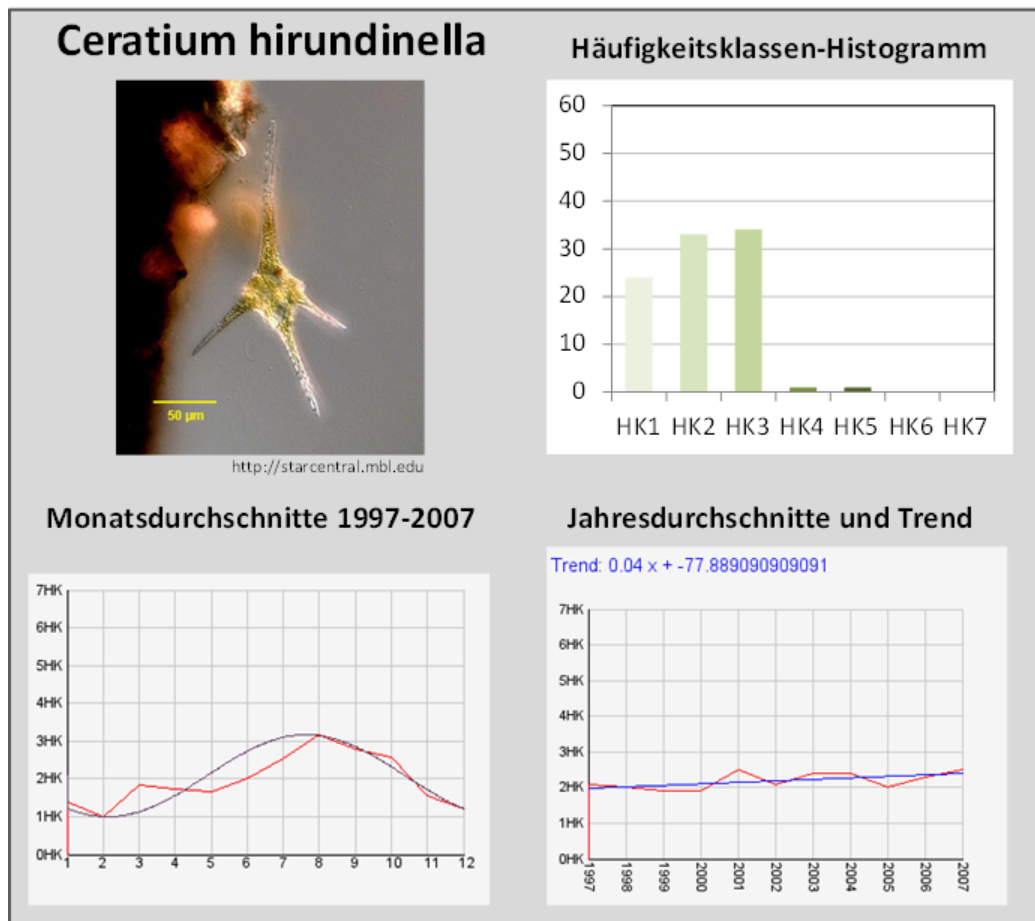 Ceratium hirundinella
50 µm
http://starcentral.mbl.edu
Häufigkeitsklassen-Histogramm
60
50
40
30
20
10
0
HK1 HK2 HK3 HK4 HK5 HK6 HK7
Monatsdurchschnitte 1997-2007
7HK
6HK
5HK
4HK
3HK
2HK
1HK
0HK
1 2 3 4 5 6 7 8 9 10 11 12
Jahresdurchschnitte und Trend
Trend: 0.04 x + -77.889090909091
7HK
6HK
5HK
4HK
3HK
2HK
1HK
0HK
1997 1998 1999 2000 2001 2002 2003 2004 2005 2006 2007